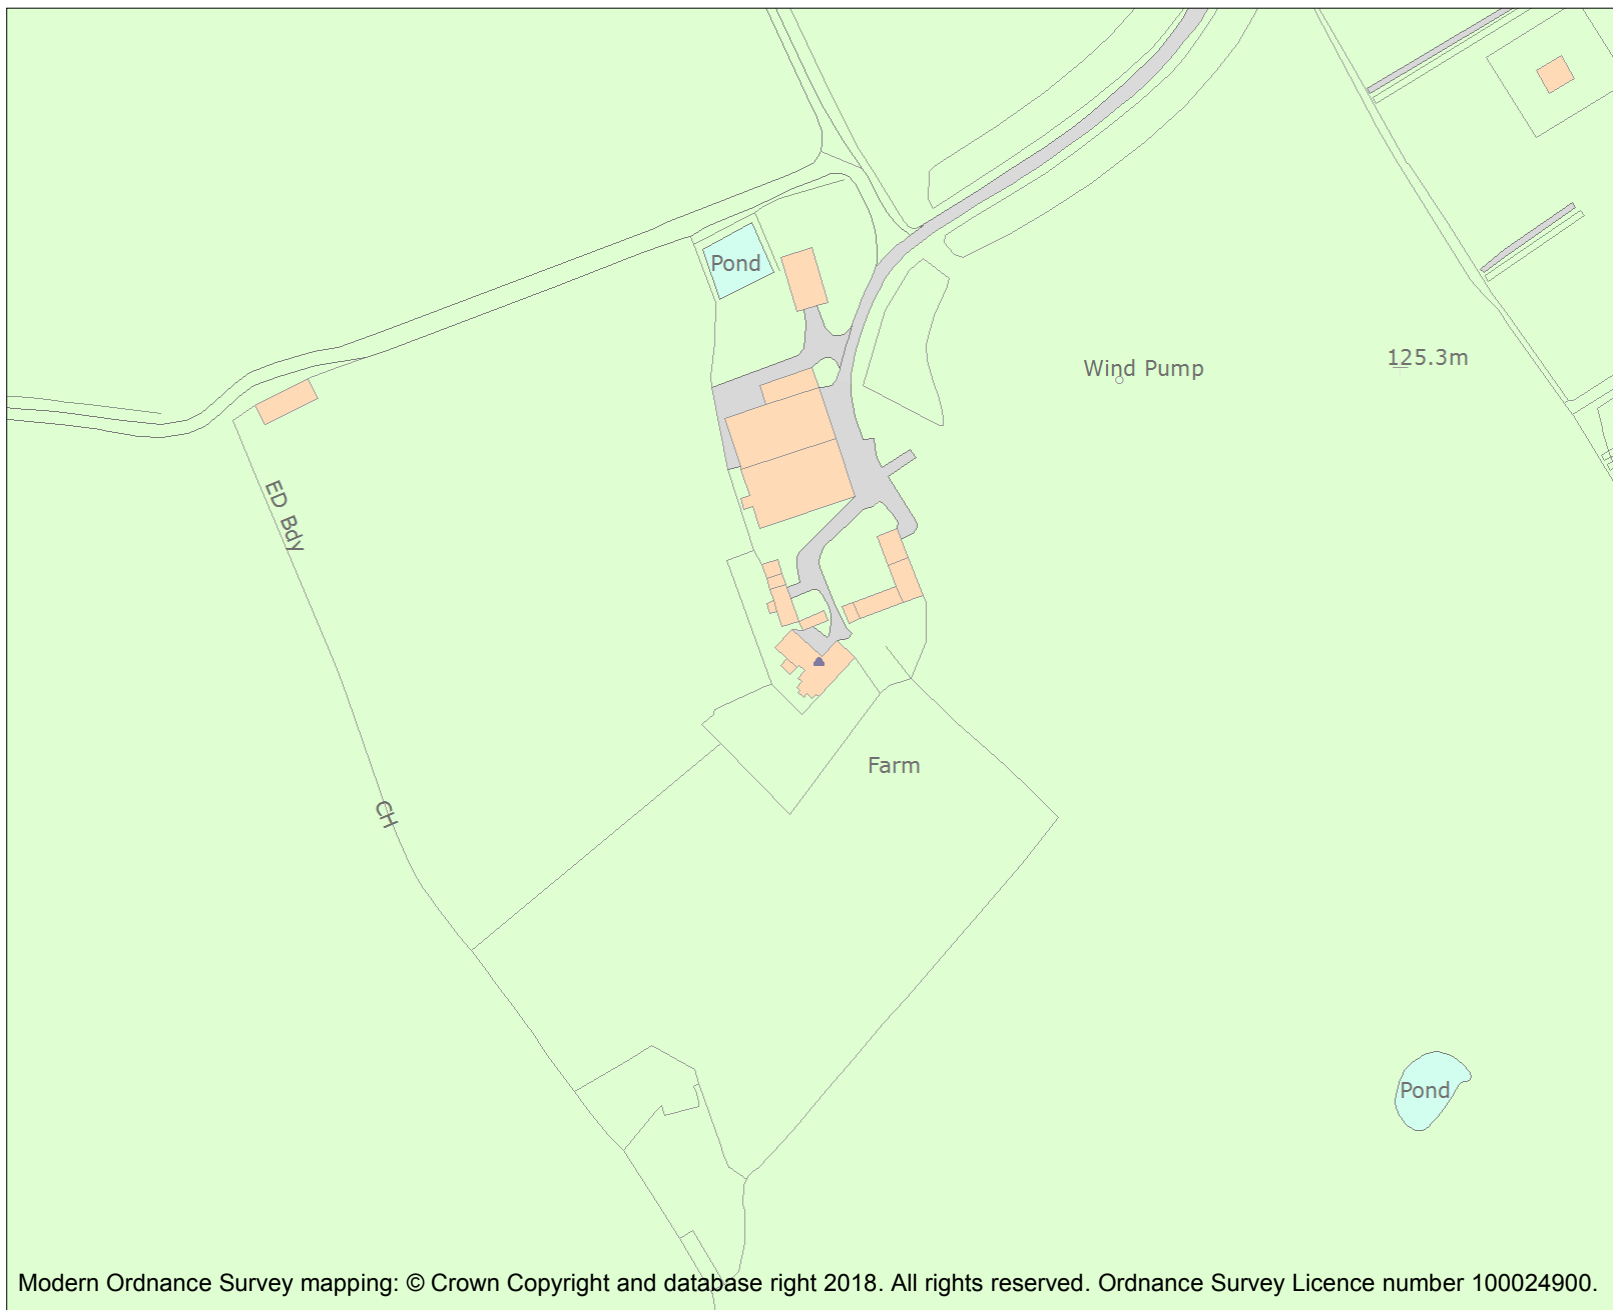 Pond
Wind Pump
125.3m
ED Bdy
Farm
CH
Pond
Modern Ordnance Survey mapping: © Crown Copyright and database right 2018. All rights reserved. Ordnance Survey Licence number 100024900.